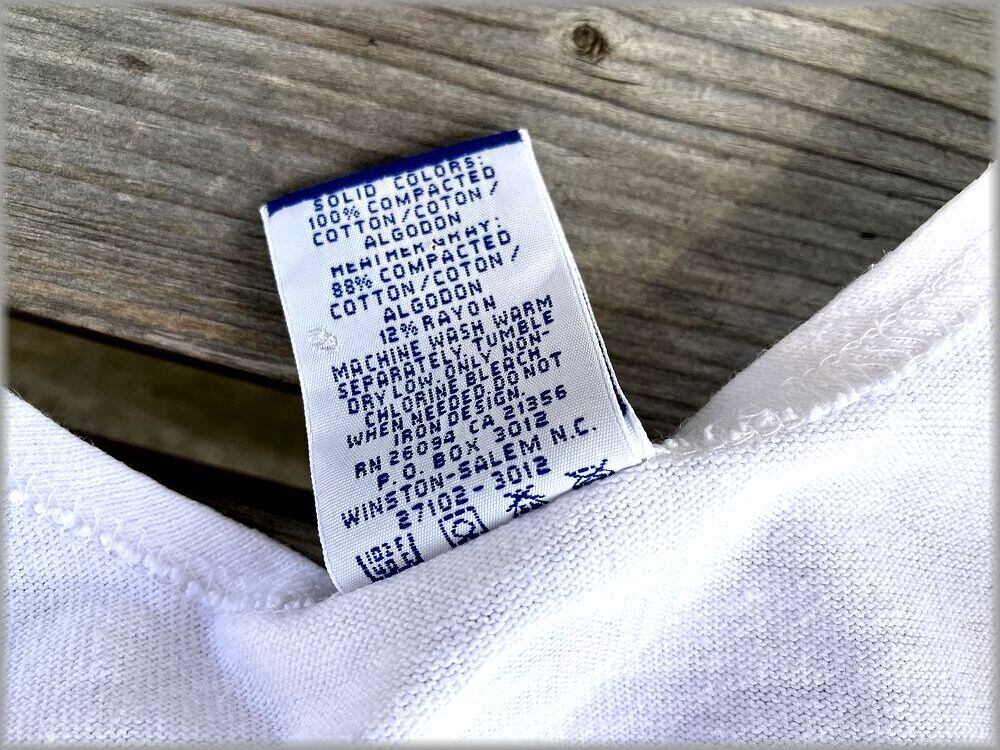 SOLID COLORS:
100% COMPACTED
COTTON/COTON/
ALGODON
HEATHER GRAY:
88% COMPACTED/
COTTON/COTON/
ALGODON
12% RAYON
MACHINE WASH WARM
SEPARATELY, TUMBLE
DRY LOW. ONLY NON-
CHLORINE BLEACH
WHEN NEEDED. DO NOT
IRON DESIGN.
RN 26094 CA 21356
P.O. BOX 3012
WINSTON-SALEM N.C.
27102-3012